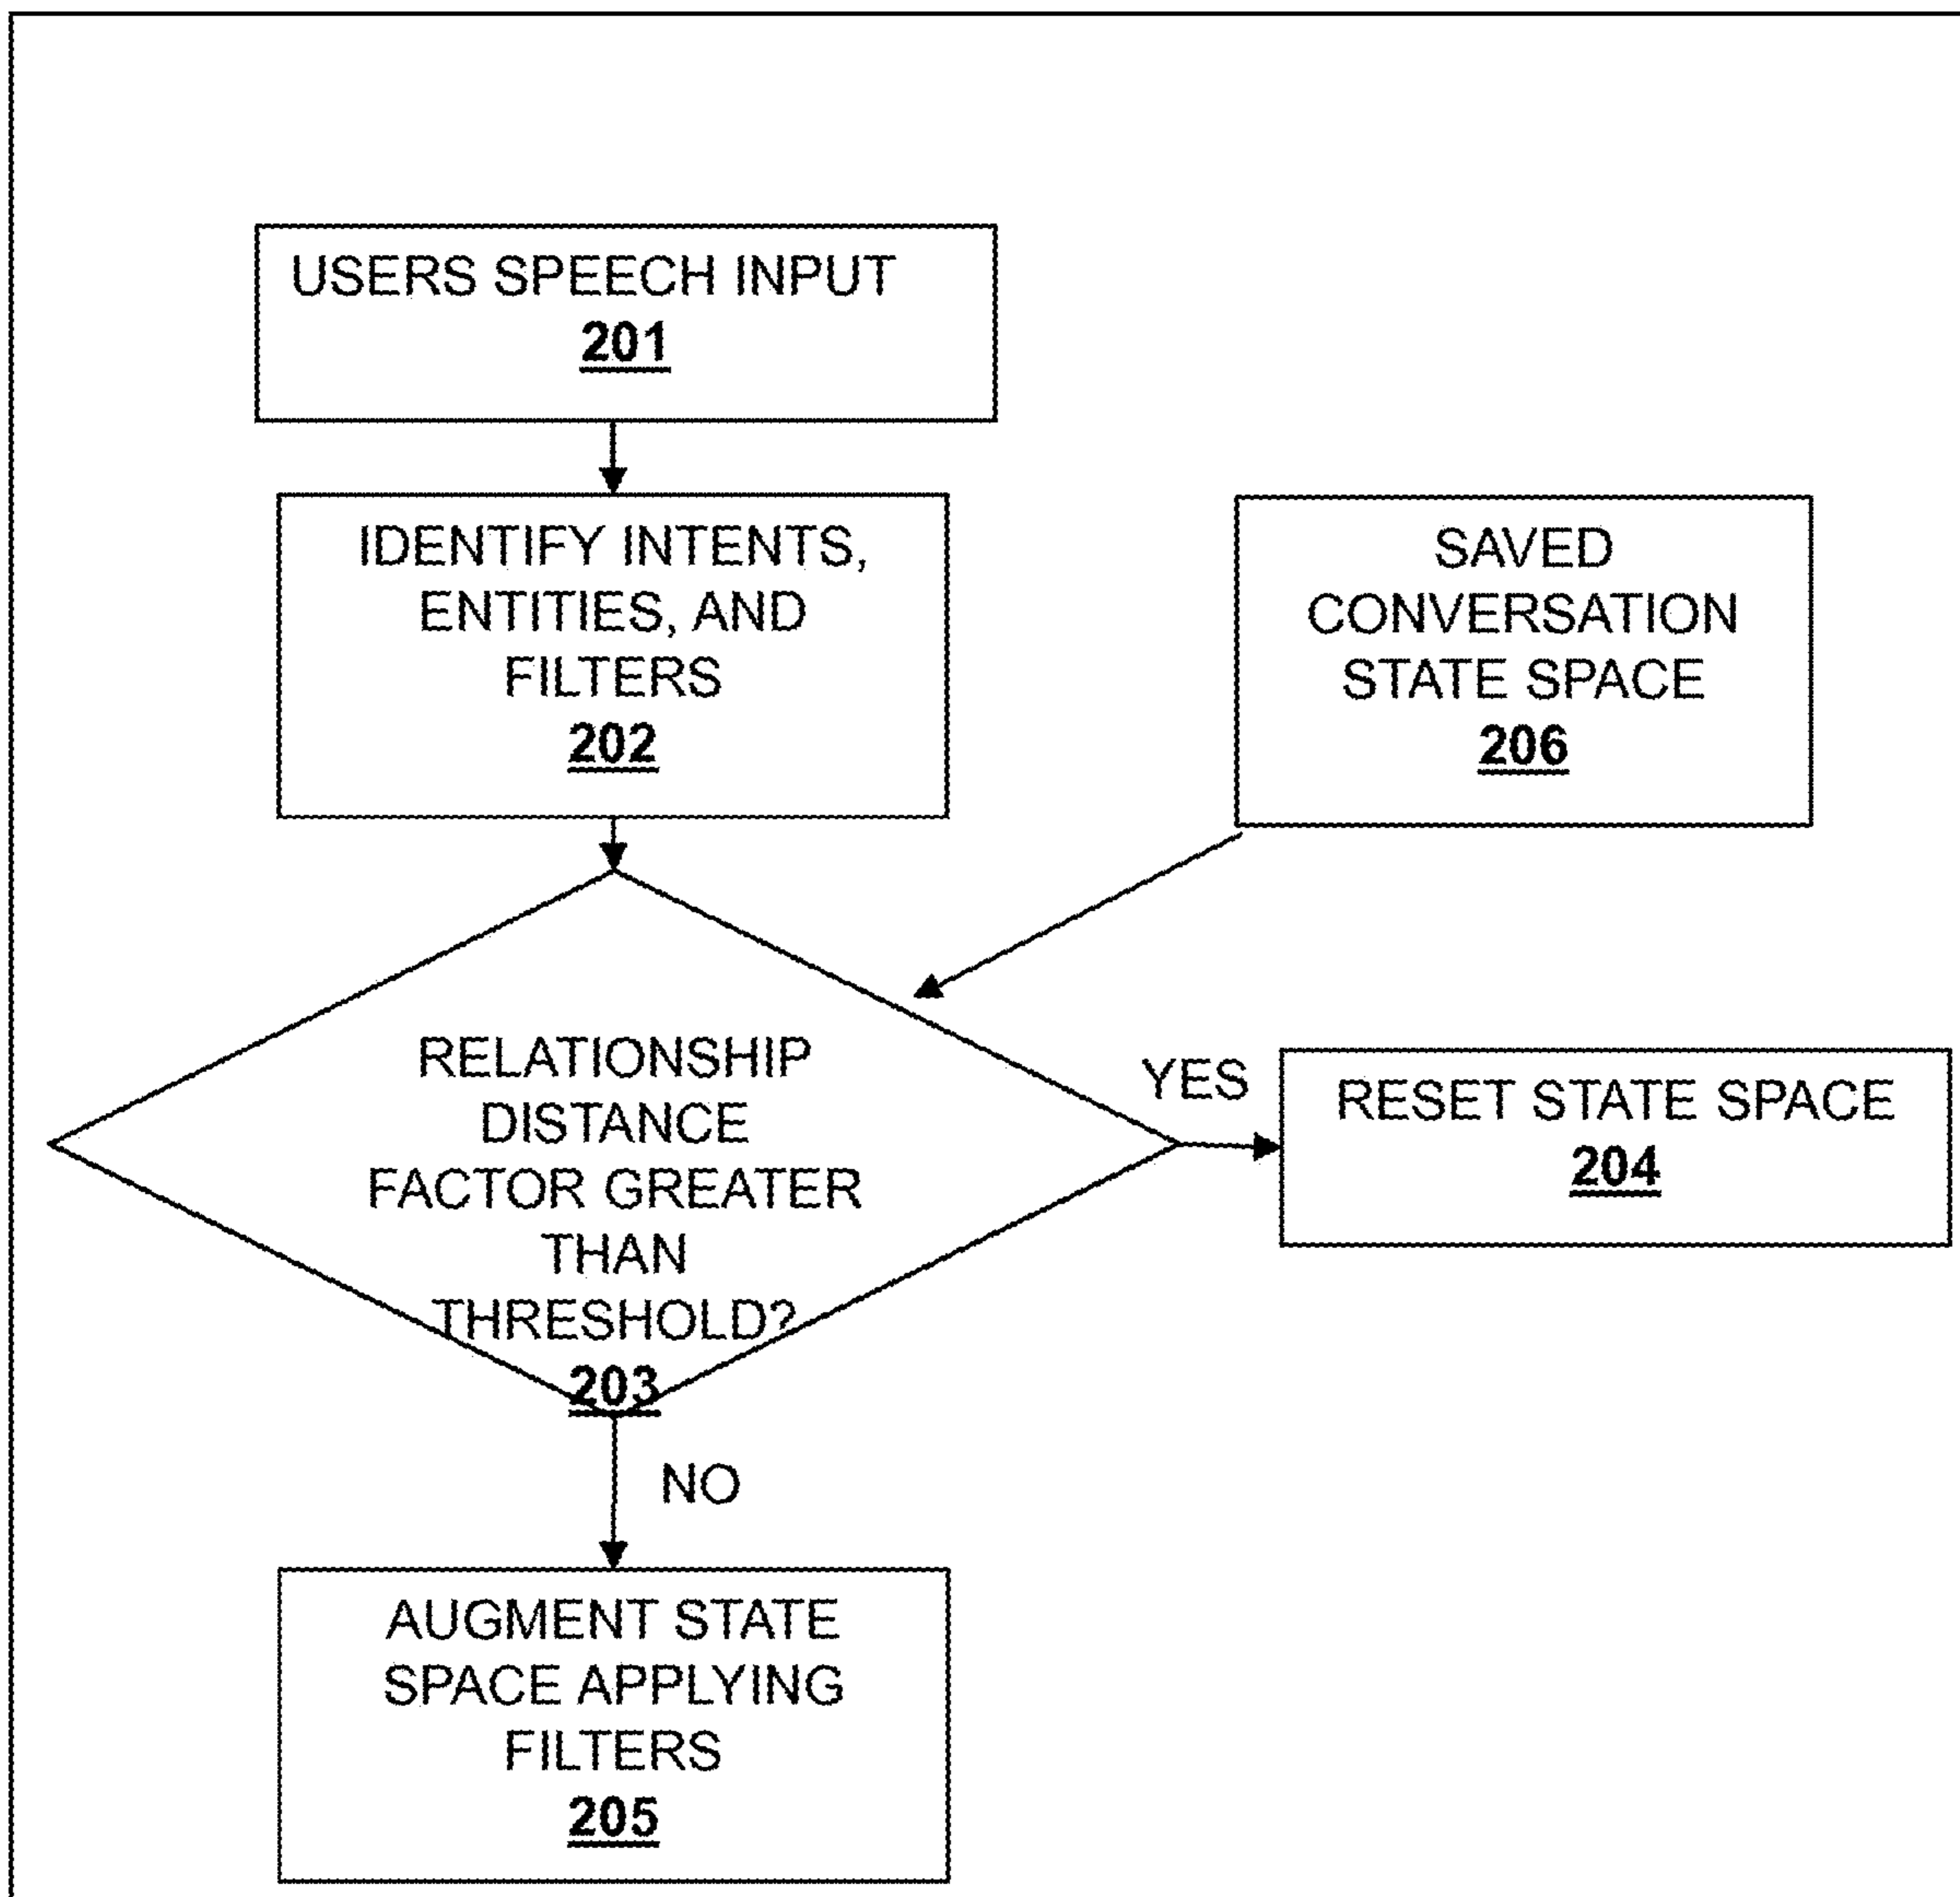 USERS SPEECH INPUT
201
IDENTIFY INTENTS,
ENTITIES, AND
FILTERS
202
SAVED
CONVERSATION
STATE SPACE
206
RELATIONSHIP
DISTANCE
FACTOR GREATER
THAN
THRESHOLD?
203
YES
RESET STATE SPACE
204
NO
AUGMENT STATE
SPACE APPLYING
FILTERS
205